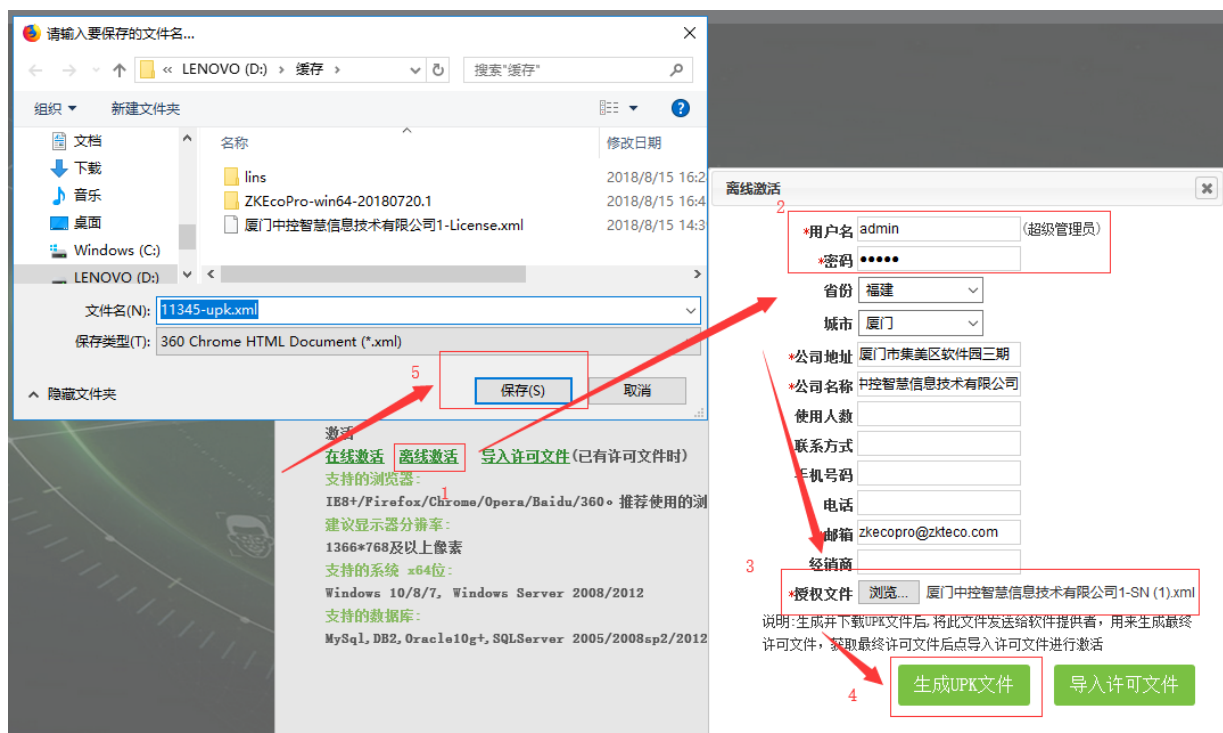 请输入要保存的文件名...
« LENOVO (D:) › 缓存 ›
搜索"缓存"
组织
新建文件夹
文档
下载
音乐
桌面
Windows (C:)
LENOVO (D:)
名称
修改日期
lins
2018/8/15 16:2
ZKEcoPro-win64-20180720.1
2018/8/15 16:4
厦门中控智慧信息技术有限公司1-License.xml
2018/8/15 14:3
文件名(N): 11345-upk.xml
保存类型(T): 360 Chrome HTML Document (*.xml)
隐藏文件夹
5
保存(S)
取消
激活
在线激活 离线激活 导入许可文件(已有许可文件时)
1
支持的浏览器:
IE8+/Firefox/Chrome/Opera/Baidu/360。推荐使用的浏
建议显示器分辨率:
1366*768及以上像素
支持的系统 x64位:
Windows 10/8/7, Windows Server 2008/2012
支持的数据库:
MySql,DB2,Oracle10g+,SQLServer 2005/2008sp2/2012
离线激活
2
*用户名 admin (超级管理员)
*密码 •••••
省份 福建
城市 厦门
*公司地址 厦门市集美区软件园三期
*公司名称 中控智慧信息技术有限公司
使用人数
联系方式
手机号码
电话
邮箱 zkecopro@zkteco.com
经销商
3
*授权文件 浏览... 厦门中控智慧信息技术有限公司1-SN (1).xml
说明:生成并下载UPK文件后,将此文件发送给软件提供者，用来生成最终
许可文件，获取最终许可文件后点导入许可文件进行激活
4
生成UPK文件
导入许可文件